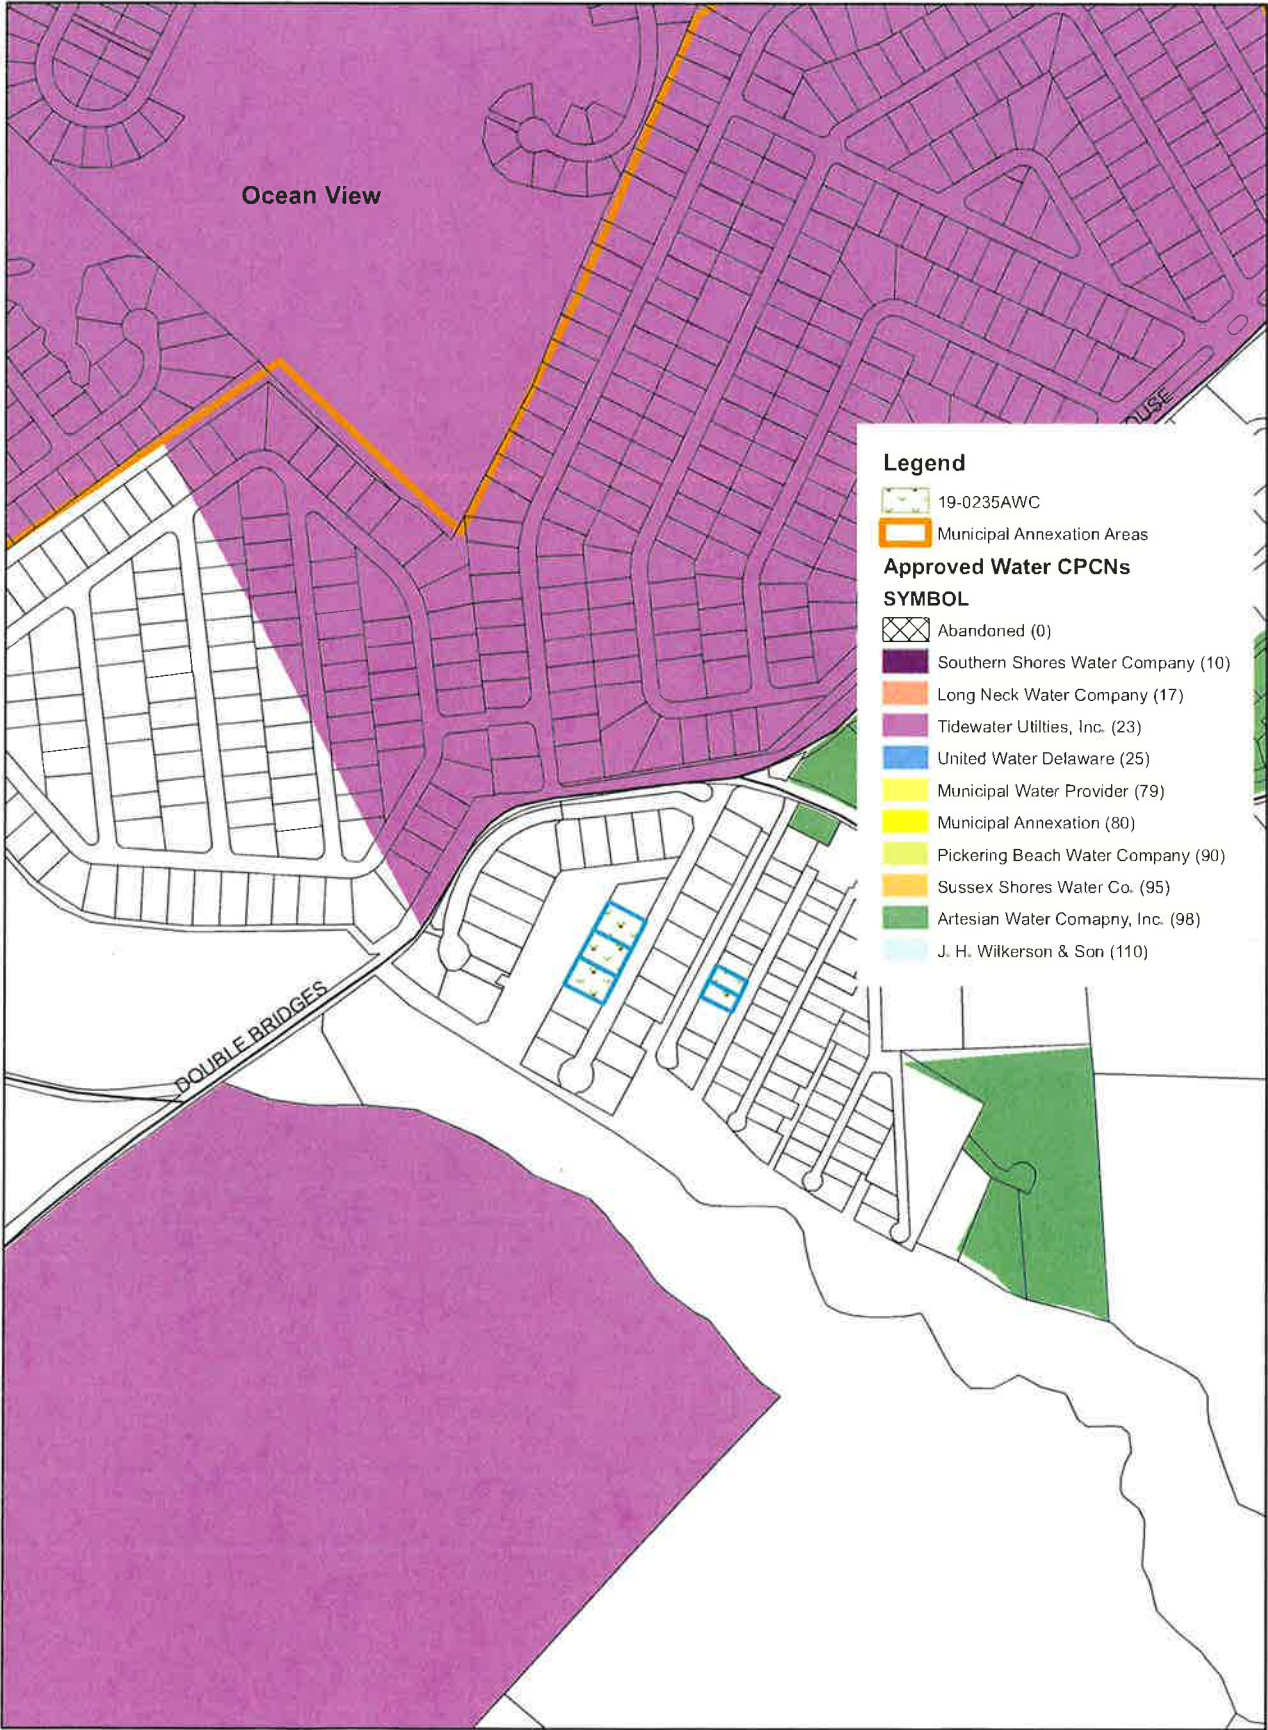 Ocean View
OUSE
Legend
19-0235AWC
Municipal Annexation Areas
Approved Water CPCNs
SYMBOL
Abandoned (0)
Southern Shores Water Company (10)
Long Neck Water Company (17)
Tidewater Utilties, Inc. (23)
United Water Delaware (25)
Municipal Water Provider (79)
Municipal Annexation (80)
Pickering Beach Water Company (90)
Sussex Shores Water Co. (95)
Artesian Water Comapny, Inc. (98)
J. H. Wilkerson & Son (110)
DOUBLE BRIDGES